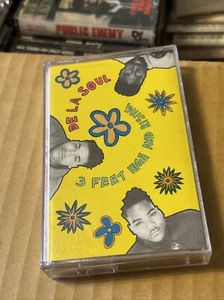 PUBLIC ENEMY
DE LA SOUL
3 FEET HIGH AND RISING